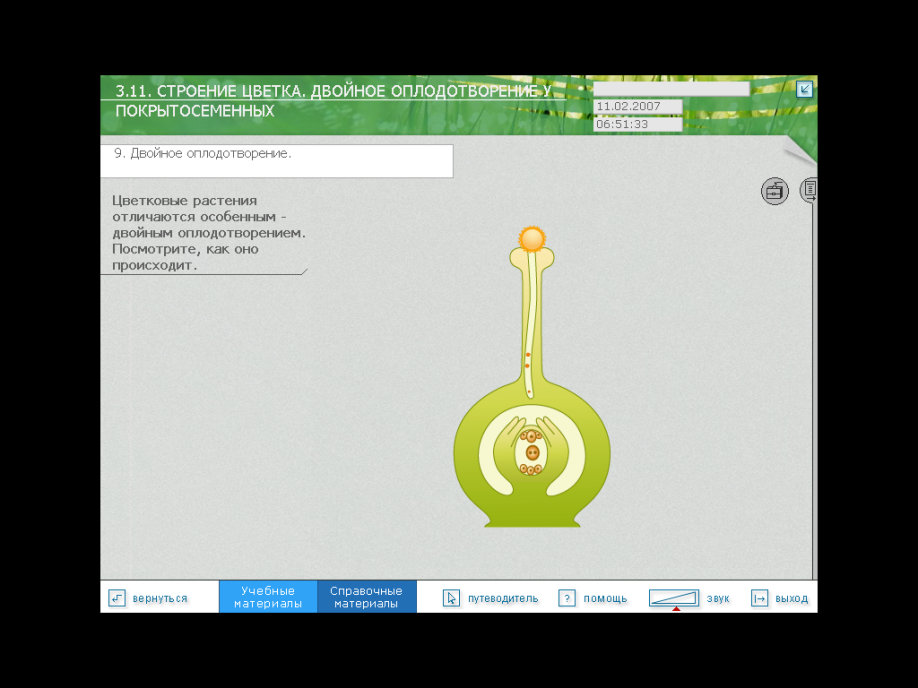 3.11. СТРОЕНИЕ ЦВЕТКА. ДВОЙНОЕ ОПЛОДОТВОРЕНИЕ У
ПОКРЫТОСЕМЕННЫХ
11.02.2007
06:51:33
9. Двойное оплодотворение.
Цветковые растения
отличаются особенным -
двойным оплодотворением.
Посмотрите, как оно
происходит.
вернуться
Учебные
материалы
Справочные
материалы
путеводитель
? помощь
звук
выход